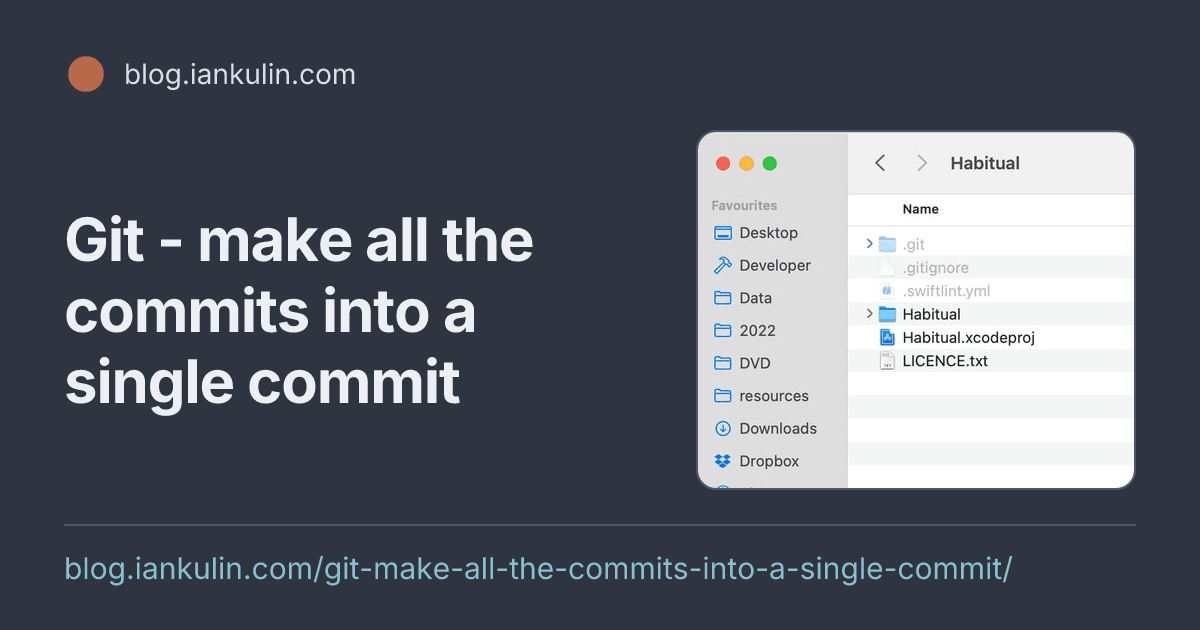 blog.iankulin.com
Git - make all the
commits into a
single commit
Habitual
Favourites
Desktop
Developer
Data
2022
DVD
resources
Downloads
Dropbox
Name
.git
.gitignore
.swiftlint.yml
Habitual
Habitual.xcodeproj
LICENCE.txt
blog.iankulin.com/git-make-all-the-commits-into-a-single-commit/